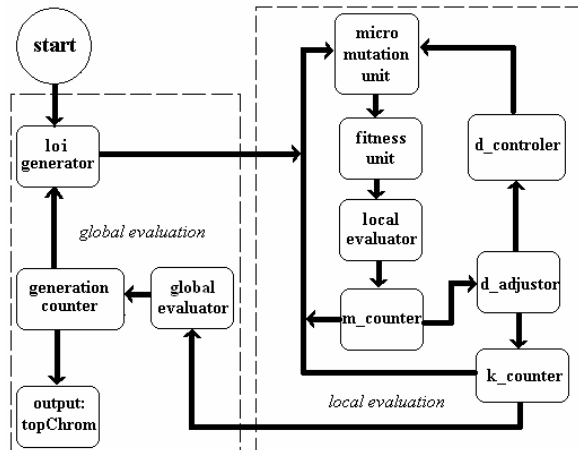 start
loi
generator
global evaluation
generation
counter
global
evaluator
output:
topChrom
micro
mutation
unit
fitness
unit
local
evaluator
m_counter
d_controler
d_adjustor
k_counter
local evaluation